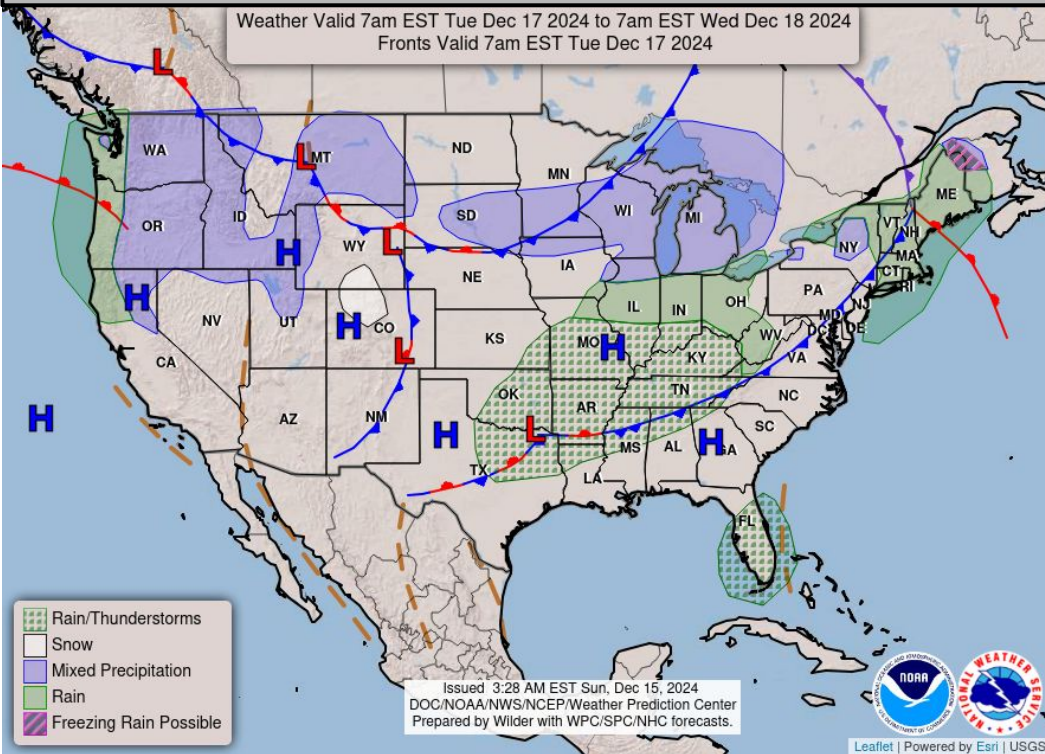 Weather Valid 7am EST Tue Dec 17 2024 to 7am EST Wed Dec 18 2024
Fronts Valid 7am EST Tue Dec 17 2024
L
WA
L
MT
ND
MN
ME
OR
ID
SD
WI
MI
VT
NH
NY
MA
CT
RI
H
WY
L
IA
NE
PA
NJ
H
NV
UT
H
CO
IL
IN
OH
MD
DC
DE
WV
VA
CA
L
KS
MO
H
KY
OK
TN
NC
AZ
NM
AR
SC
H
H
L
MS
AL
H
GA
TX
LA
FL
Rain/Thunderstorms
Snow
Mixed Precipitation
Rain
Freezing Rain Possible
Issued 3:28 AM EST Sun, Dec 15, 2024
DOC/NOAA/NWS/NCEP/Weather Prediction Center
Prepared by Wilder with WPC/SPC/NHC forecasts.
NOAA
NATIONAL WEATHER SERVICE
Leaflet | Powered by Esri | USGS